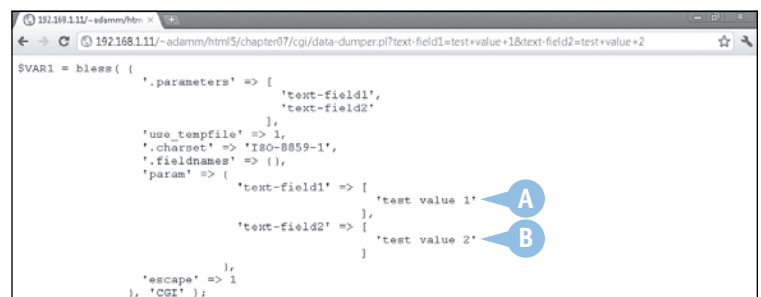 192.168.1.11/~adamm/htm
192.168.1.11/~adamm/html5/chapter07/cgi/data-dumper.pl?text-field1=test+value+1&text-field2=test+value+2
$VAR1 = bless( {
'.parameters' => [
'text-field1',
'text-field2'
],
'use_tempfile' => 1,
'.charset' => 'ISO-8859-1',
'.fieldnames' => {},
'param' => {
'text-field1' => [
'test value 1' A
],
'text-field2' => [
'test value 2' B
]
},
'escape' => 1
}, 'CGI' );